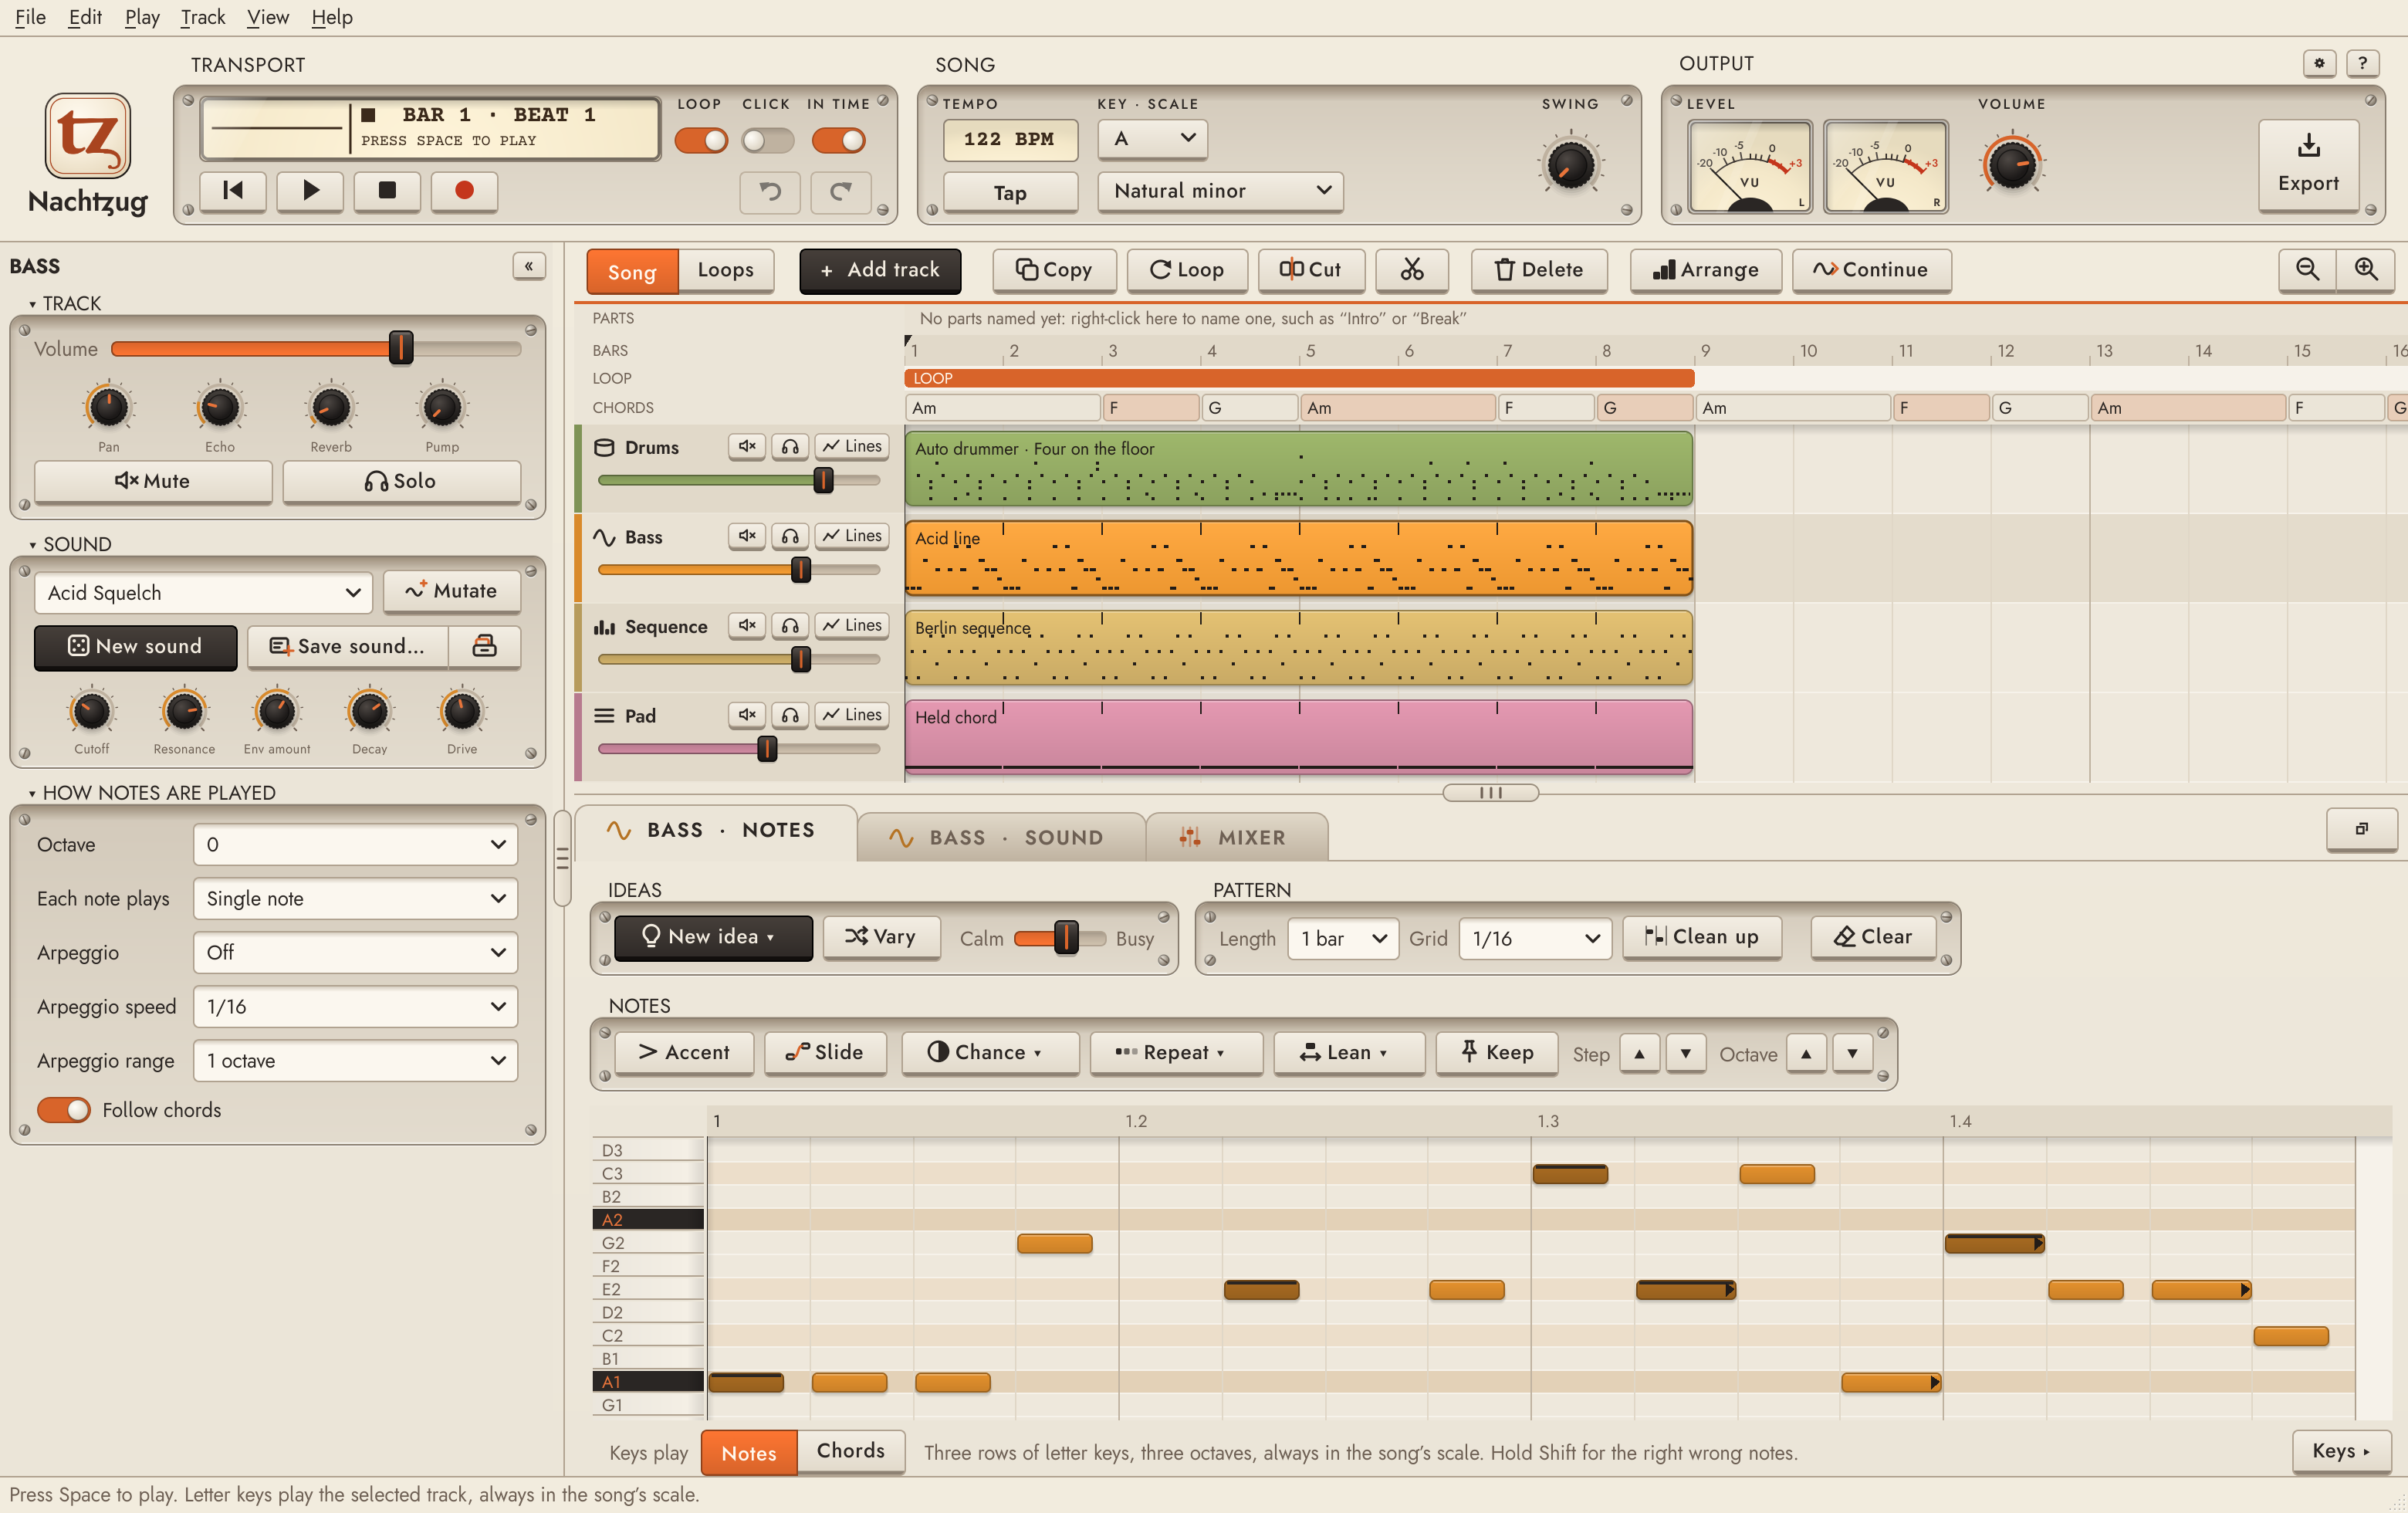 File Edit Play Track View Help
TRANSPORT
SONG
OUTPUT
?
tz
Nachtzug
BAR 1 · BEAT 1
PRESS SPACE TO PLAY
LOOP CLICK IN TIME
TEMPO
122 BPM
Tap
KEY · SCALE
A
Natural minor
SWING
LEVEL
-20 -10 -5 0 +3
VU
L
-20 -10 -5 0 +3
VU
R
VOLUME
Export
BASS
«
TRACK
Volume
Pan Echo Reverb Pump
Mute Solo
SOUND
Acid Squelch
Mutate
New sound Save sound...
Cutoff Resonance Env amount Decay Drive
HOW NOTES ARE PLAYED
Octave 0
Each note plays Single note
Arpeggio Off
Arpeggio speed 1/16
Arpeggio range 1 octave
Follow chords
Song Loops + Add track Copy Loop Cut Delete Arrange Continue
PARTS No parts named yet: right-click here to name one, such as “Intro” or “Break”
BARS 1 2 3 4 5 6 7 8 9 10 11 12 13 14 15 16
LOOP LOOP
CHORDS Am F G Am F G Am F G Am F G
Drums Lines
Auto drummer · Four on the floor
Bass Lines
Acid line
Sequence Lines
Berlin sequence
Pad Lines
Held chord
BASS · NOTES BASS · SOUND MIXER
IDEAS
New idea Vary Calm Busy
PATTERN
Length 1 bar Grid 1/16 Clean up Clear
NOTES
Accent Slide Chance Repeat Lean Keep Step Octave
1 1.2 1.3 1.4
D3
C3
B2
A2
G2
F2
E2
D2
C2
B1
A1
G1
Keys play Notes Chords Three rows of letter keys, three octaves, always in the song’s scale. Hold Shift for the right wrong notes. Keys
Press Space to play. Letter keys play the selected track, always in the song’s scale.